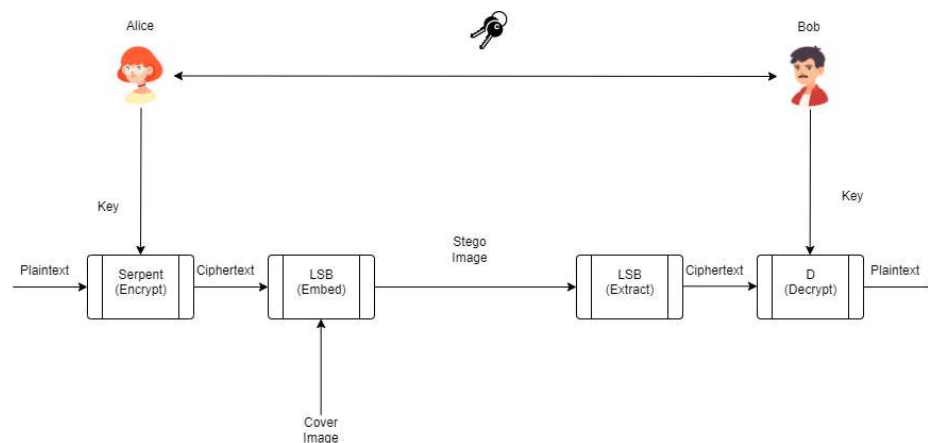 Alice
Bob
Key
Key
Stego
Image
Plaintext
Serpent
(Encrypt)
Ciphertext
LSB
(Embed)
LSB
(Extract)
Ciphertext
D
(Decrypt)
Plaintext
Cover
Image